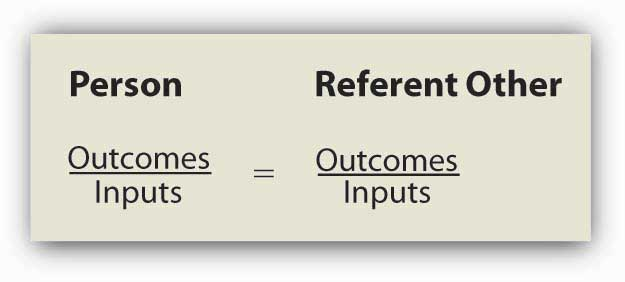 Person Referent Other
Outcomes = Outcomes
Inputs Inputs